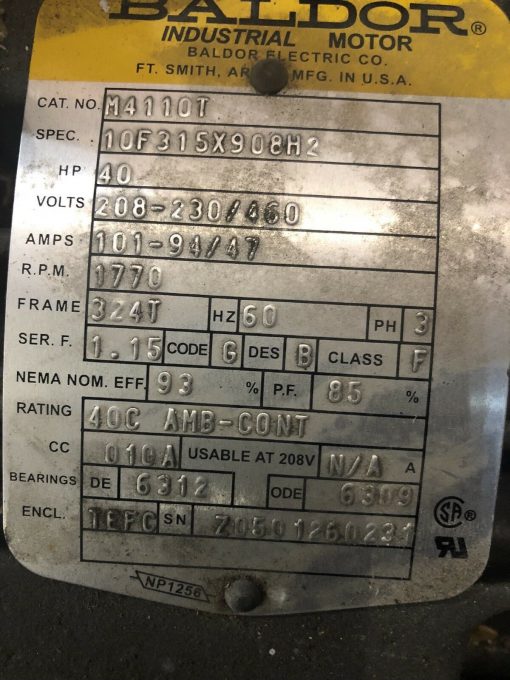 BALDOR®
INDUSTRIAL MOTOR
BALDOR ELECTRIC CO.
FT. SMITH, MFG. IN U.S.A.
CAT. NO. M4110T
SPEC. 10F315X908H2
HP 40
VOLTS 208-230/460
AMPS 101-94/47
R.P.M. 1770
FRAME 324T HZ 60 PH 3
SER. F. 1.15 CODE G DES B CLASS F
NEMA NOM. EFF. 93 % P.F. 85 %
RATING 40C AMB-CONT
CC 010A USABLE AT 208V N/A A
BEARINGS DE 6312 ODE 6309
ENCL. TEFC SN Z0501260231
SA ®
NP1256